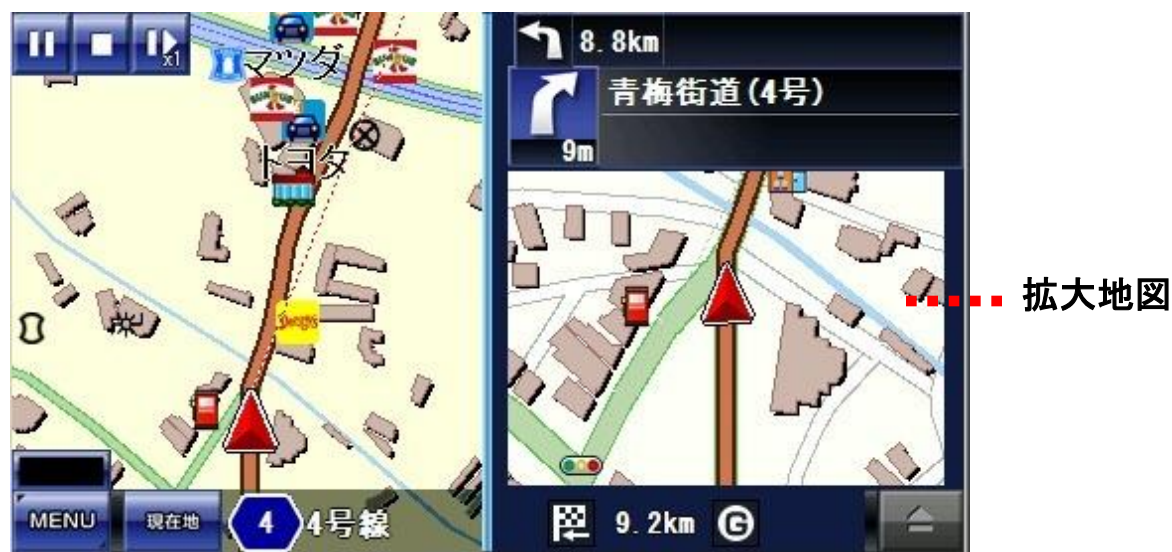 x1
マツダ
トヨタ
Denny's
MENU
現在地
4
4号線
8.8km
青梅街道(4号)
9m
9.2km
G
拡大地図